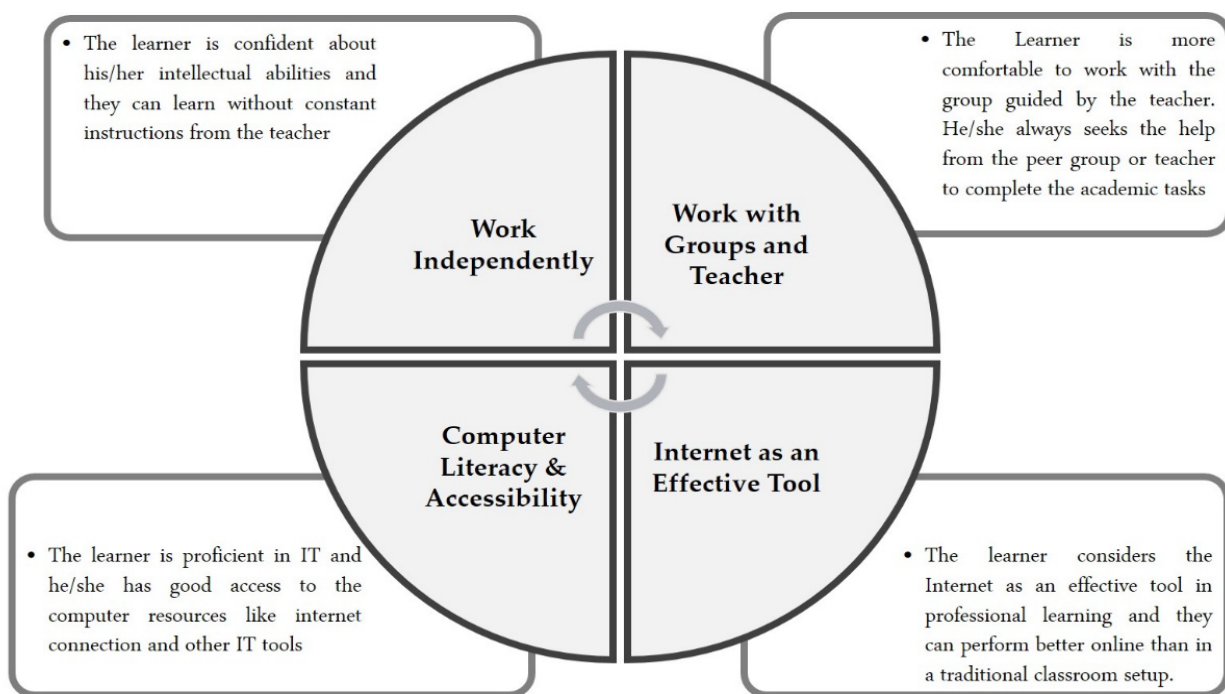 • The learner is confident about
his/her intellectual abilities and
they can learn without constant
instructions from the teacher
• The Learner is more
comfortable to work with the
group guided by the teacher.
He/she always seeks the help
from the peer group or teacher
to complete the academic tasks
Work
Independently
Work with
Groups and
Teacher
Computer
Literacy &
Accessibility
Internet as an
Effective Tool
• The learner is proficient in IT and
he/she has good access to the
computer resources like internet
connection and other IT tools
• The learner considers the
Internet as an effective tool in
professional learning and they
can perform better online than in
a traditional classroom setup.